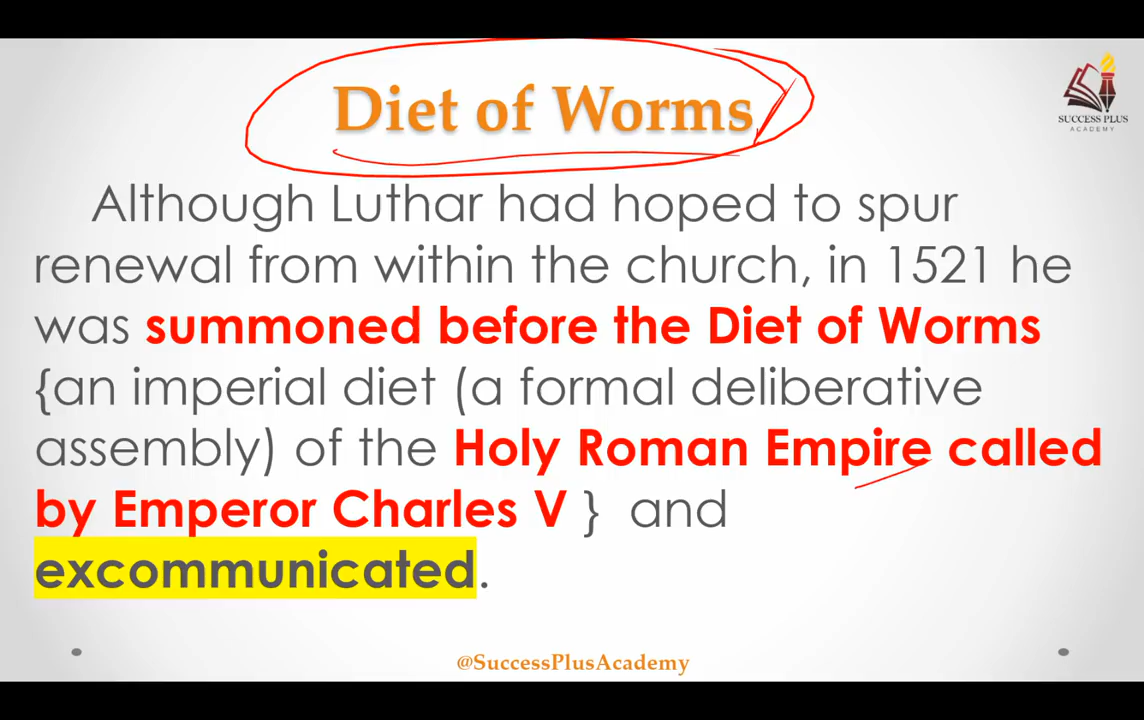 Diet of Worms
SUCCESS PLUS
ACADEMY
Although Luthar had hoped to spur
renewal from within the church, in 1521 he
was summoned before the Diet of Worms
{an imperial diet (a formal deliberative
assembly) of the Holy Roman Empire called
by Emperor Charles V } and
excommunicated.
@SuccessPlusAcademy